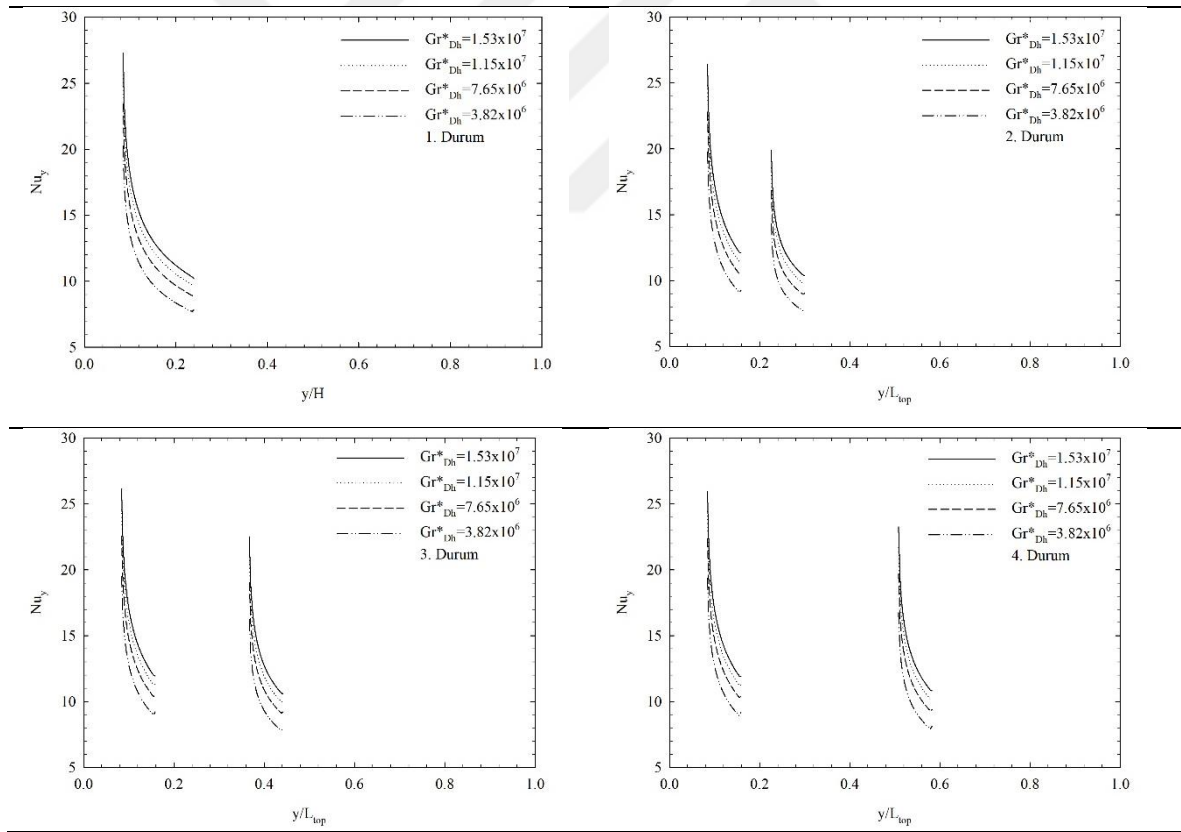 30
25
20
15
10
5
Nu_y
Gr*_Dh=1.53x10^7
Gr*_Dh=1.15x10^7
Gr*_Dh=7.65x10^6
Gr*_Dh=3.82x10^6
1. Durum
0.0 0.2 0.4 0.6 0.8 1.0
y/H
30
25
20
15
10
5
Nu_y
Gr*_Dh=1.53x10^7
Gr*_Dh=1.15x10^7
Gr*_Dh=7.65x10^6
Gr*_Dh=3.82x10^6
2. Durum
0.0 0.2 0.4 0.6 0.8 1.0
y/L_top
30
25
20
15
10
5
Nu_y
Gr*_Dh=1.53x10^7
Gr*_Dh=1.15x10^7
Gr*_Dh=7.65x10^6
Gr*_Dh=3.82x10^6
3. Durum
0.0 0.2 0.4 0.6 0.8 1.0
y/L_top
30
25
20
15
10
5
Nu_y
Gr*_Dh=1.53x10^7
Gr*_Dh=1.15x10^7
Gr*_Dh=7.65x10^6
Gr*_Dh=3.82x10^6
4. Durum
0.0 0.2 0.4 0.6 0.8 1.0
y/L_top